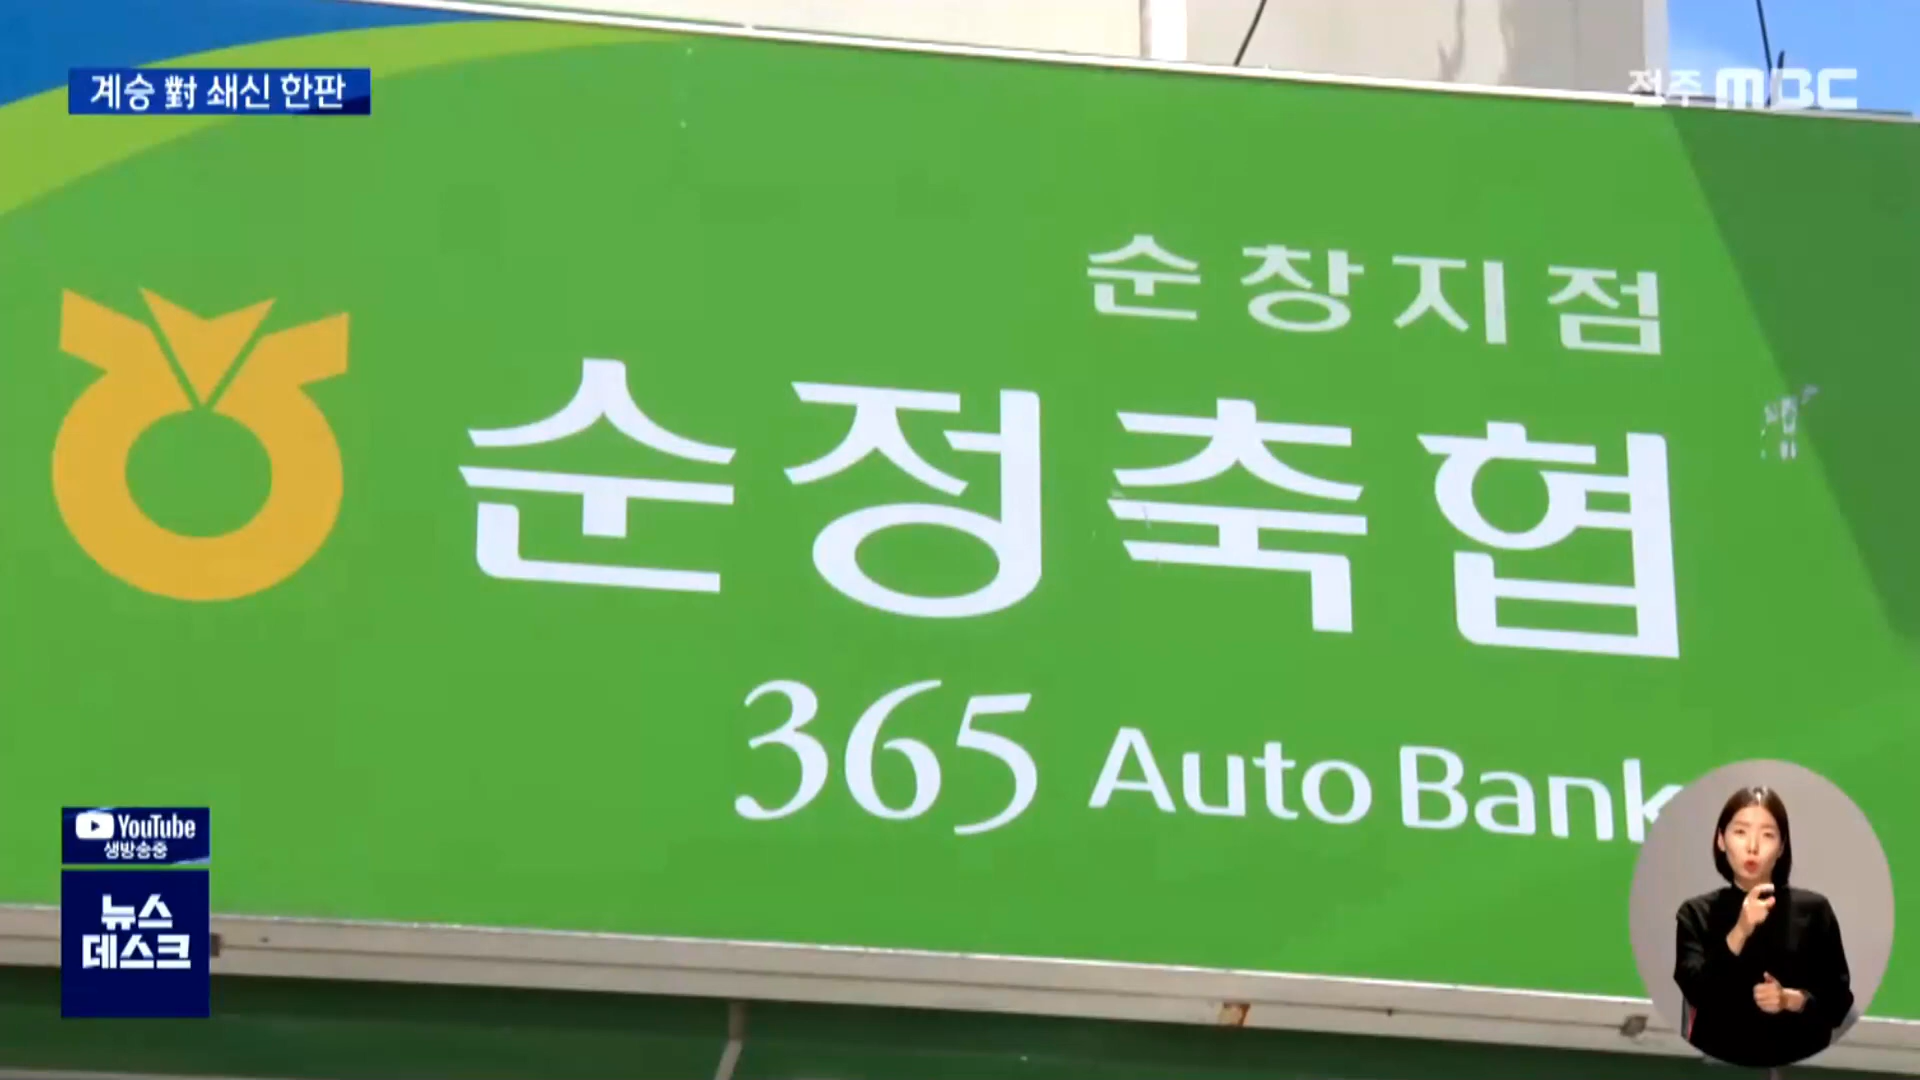 계승 對 쇄신 한판
전주 MBC
순창지점
순정축협
365 Auto Bank
YouTube
생방송중
뉴스
데스크